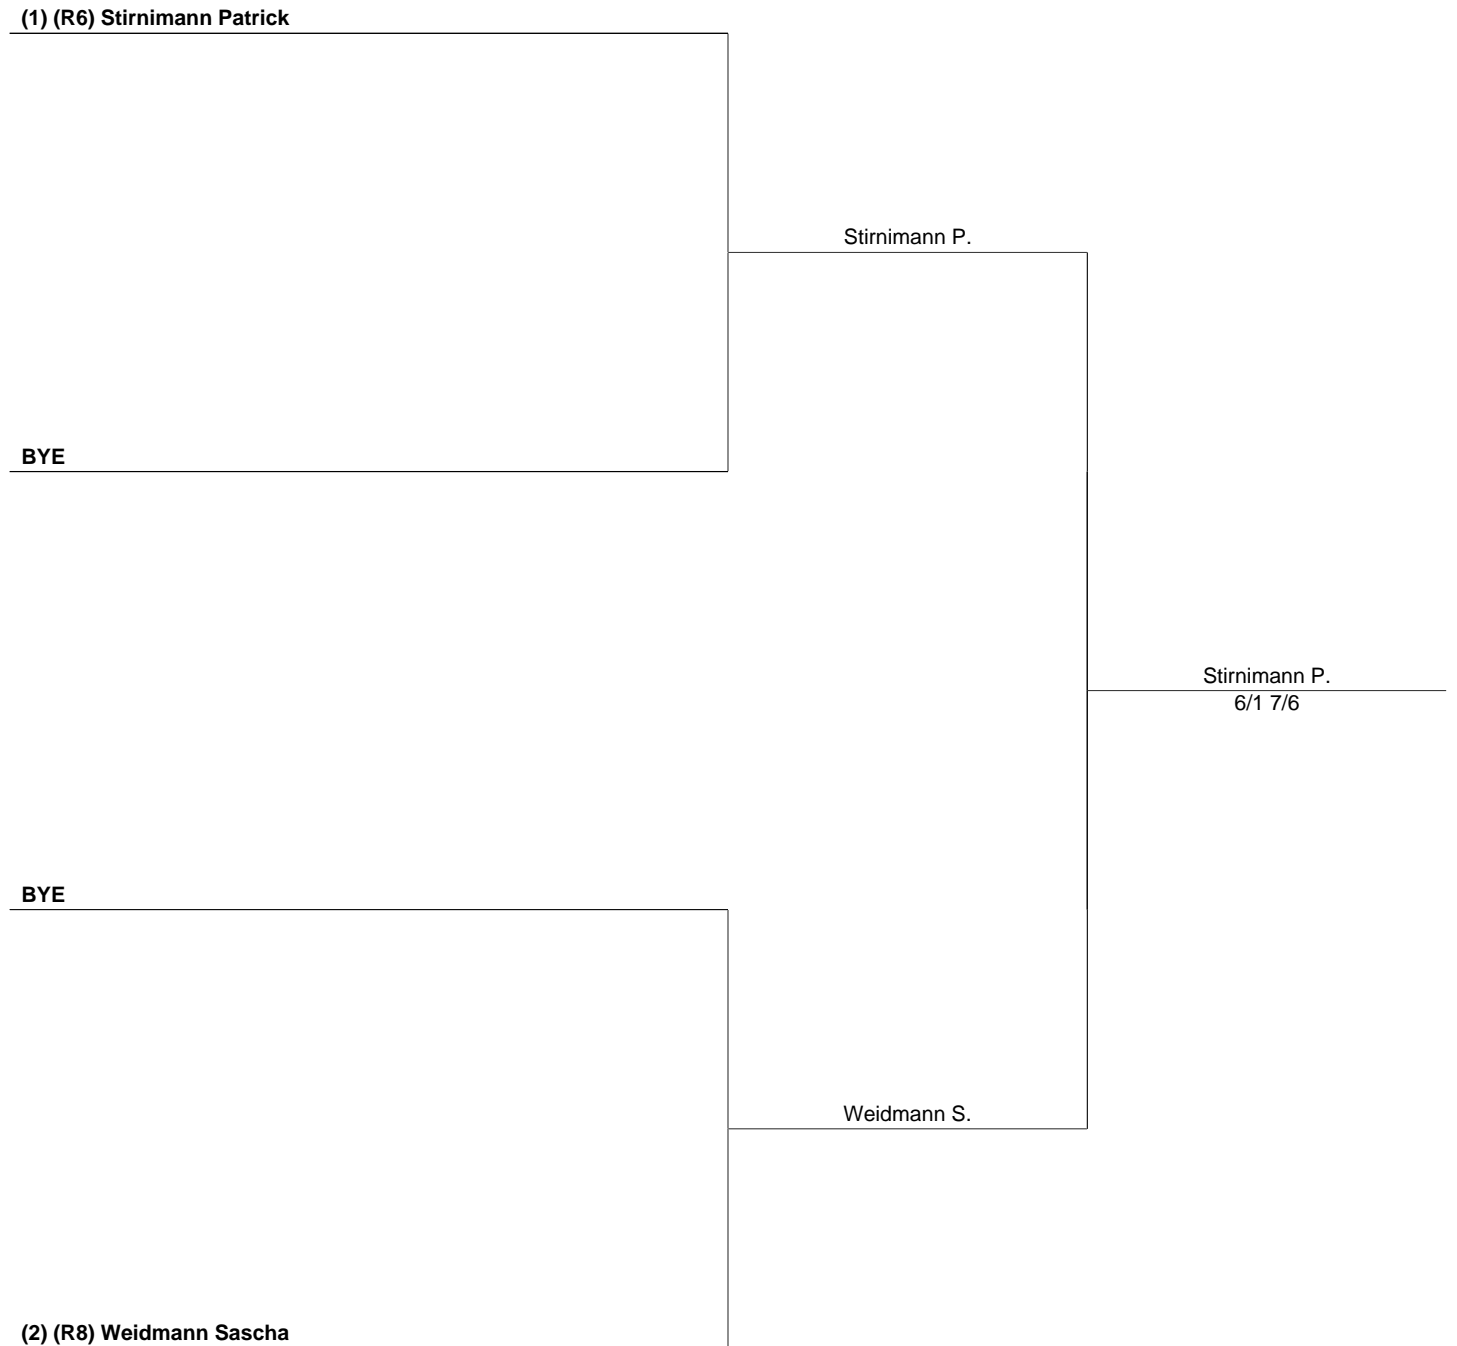 (1) (R6) Stirnimann Patrick
Stirnimann P.
BYE
Stirnimann P.
6/1 7/6
BYE
Weidmann S.
(2) (R8) Weidmann Sascha